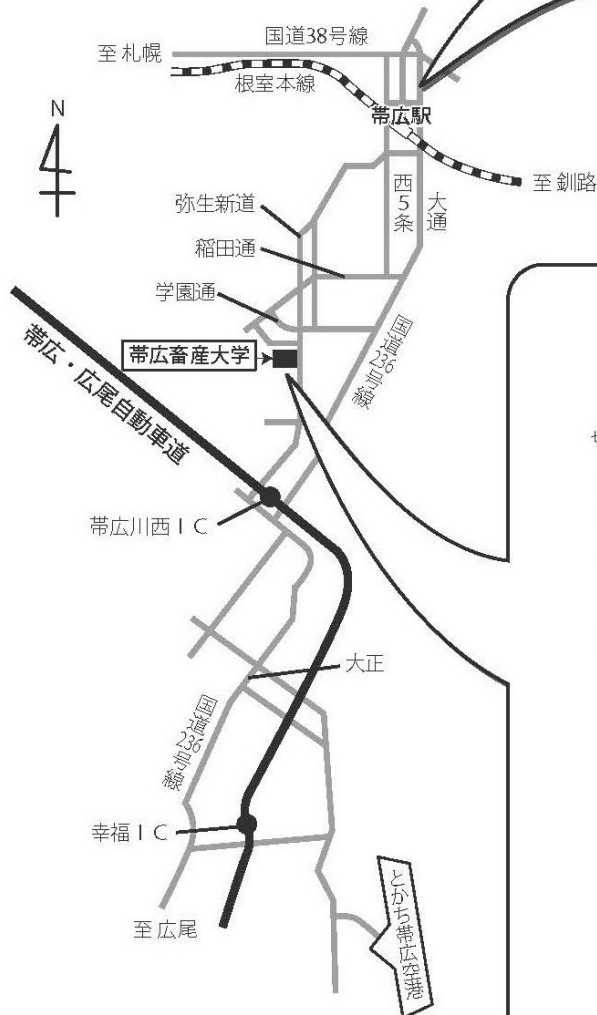 国道38号線
至 札幌
根室本線
N
帯広駅
至 釧路
西5条
大通
弥生新道
稲田通
学園通
国道236号線
帯広畜産大学
帯広・広尾自動車道
帯広川西IC
大正
国道236号線
幸福IC
とかち帯広空港
至 広尾